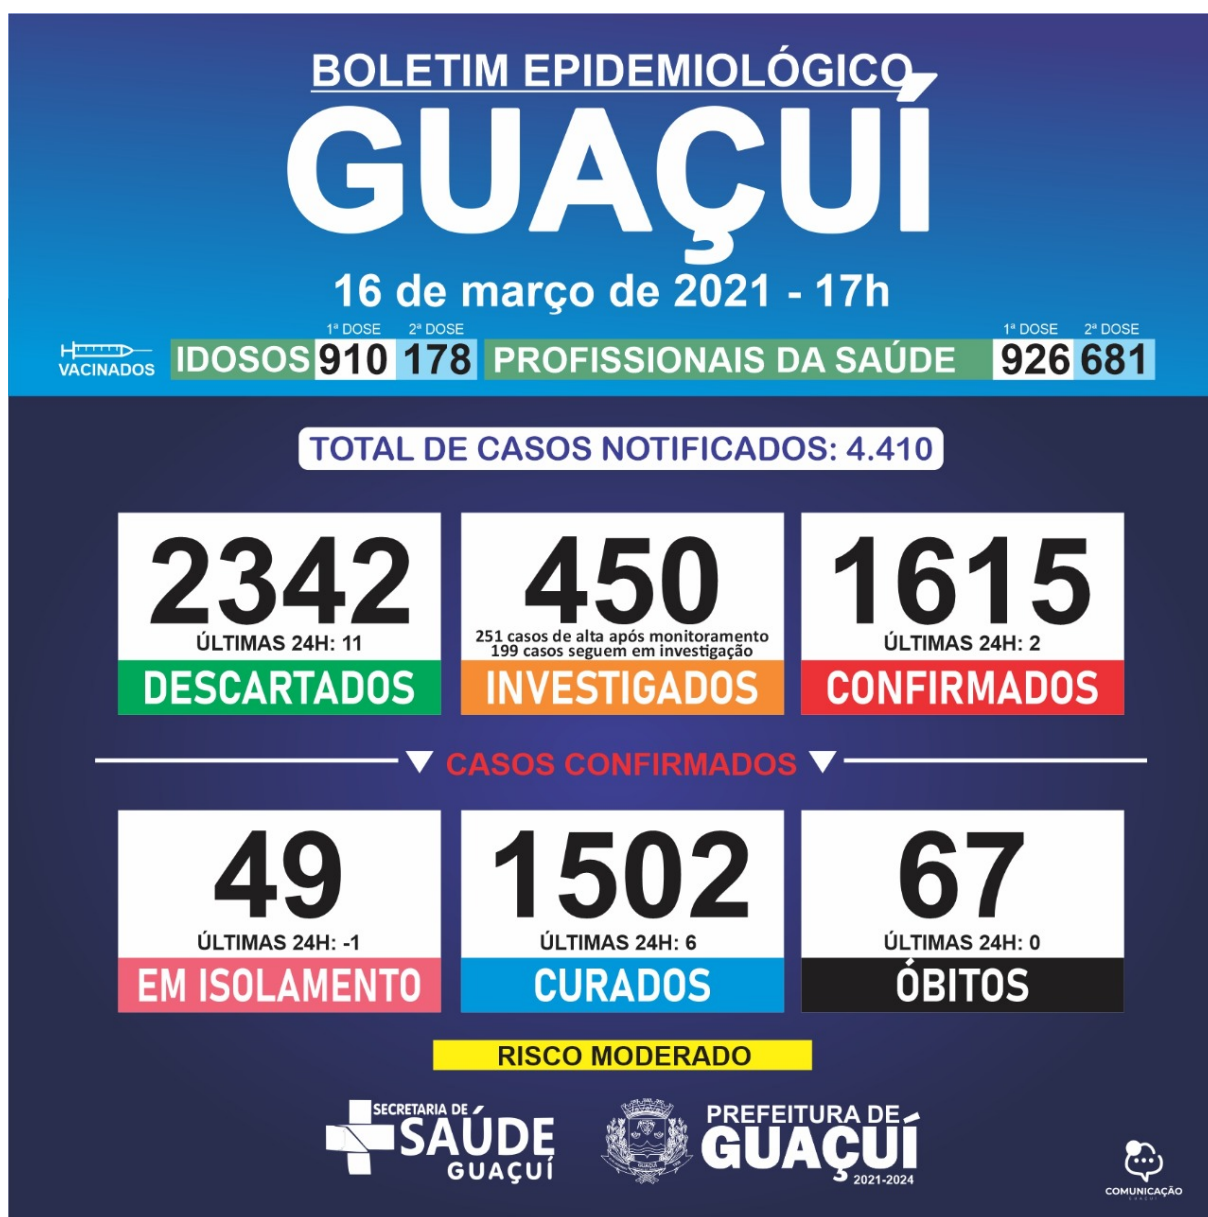 BOLETIM EPIDEMIOLÓGICO
GUAÇUÍ
16 de março de 2021 - 17h
VACINADOS
1ª DOSE 2ª DOSE
IDOSOS 910 178
1ª DOSE 2ª DOSE
PROFISSIONAIS DA SAÚDE 926 681
TOTAL DE CASOS NOTIFICADOS: 4.410
2342
ÚLTIMAS 24H: 11
DESCARTADOS
450
251 casos de alta após monitoramento
199 casos seguem em investigação
INVESTIGADOS
1615
ÚLTIMAS 24H: 2
CONFIRMADOS
CASOS CONFIRMADOS
49
ÚLTIMAS 24H: -1
EM ISOLAMENTO
1502
ÚLTIMAS 24H: 6
CURADOS
67
ÚLTIMAS 24H: 0
ÓBITOS
RISCO MODERADO
SECRETARIA DE
SAÚDE
GUAÇUÍ
PREFEITURA DE
GUAÇUÍ
2021-2024
COMUNICAÇÃO